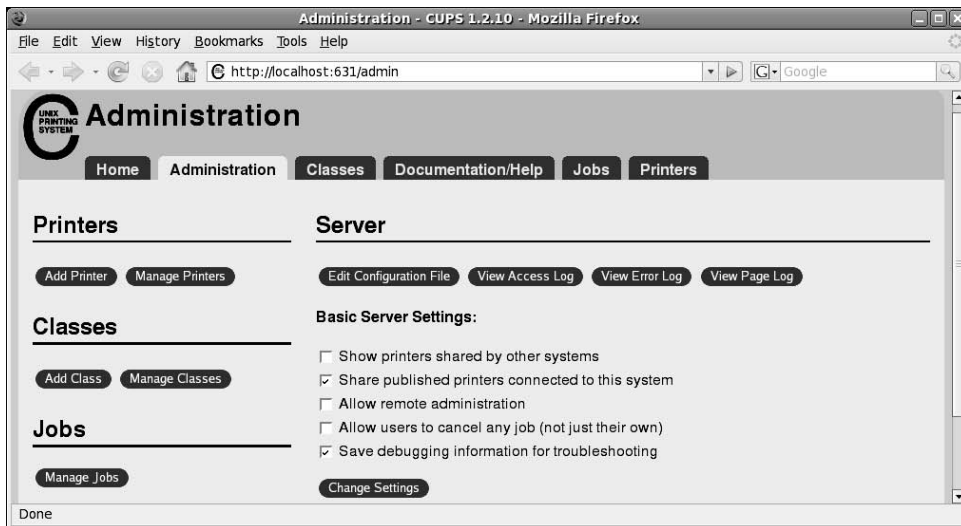 Administration - CUPS 1.2.10 - Mozilla Firefox
File Edit View History Bookmarks Tools Help
http://localhost:631/admin
G Google
UNIX
PRINTING
SYSTEM
Administration
Home Administration Classes Documentation/Help Jobs Printers
Printers
Add Printer Manage Printers
Classes
Add Class Manage Classes
Jobs
Manage Jobs
Server
Edit Configuration File View Access Log View Error Log View Page Log
Basic Server Settings:
Show printers shared by other systems
Share published printers connected to this system
Allow remote administration
Allow users to cancel any job (not just their own)
Save debugging information for troubleshooting
Change Settings
Done